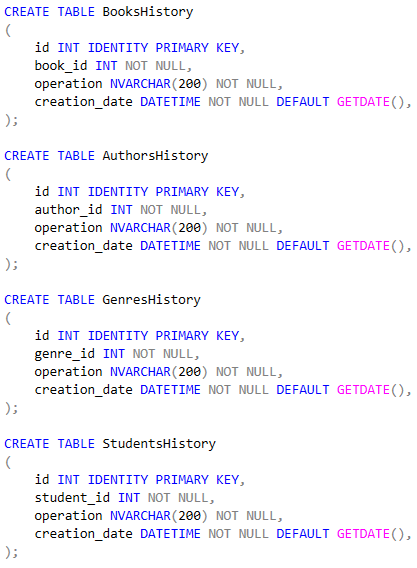 CREATE TABLE BooksHistory
(
    id INT IDENTITY PRIMARY KEY,
    book_id INT NOT NULL,
    operation NVARCHAR(200) NOT NULL,
    creation_date DATETIME NOT NULL DEFAULT GETDATE(),
);

CREATE TABLE AuthorsHistory
(
    id INT IDENTITY PRIMARY KEY,
    author_id INT NOT NULL,
    operation NVARCHAR(200) NOT NULL,
    creation_date DATETIME NOT NULL DEFAULT GETDATE(),
);

CREATE TABLE GenresHistory
(
    id INT IDENTITY PRIMARY KEY,
    genre_id INT NOT NULL,
    operation NVARCHAR(200) NOT NULL,
    creation_date DATETIME NOT NULL DEFAULT GETDATE(),
);

CREATE TABLE StudentsHistory
(
    id INT IDENTITY PRIMARY KEY,
    student_id INT NOT NULL,
    operation NVARCHAR(200) NOT NULL,
    creation_date DATETIME NOT NULL DEFAULT GETDATE(),
);